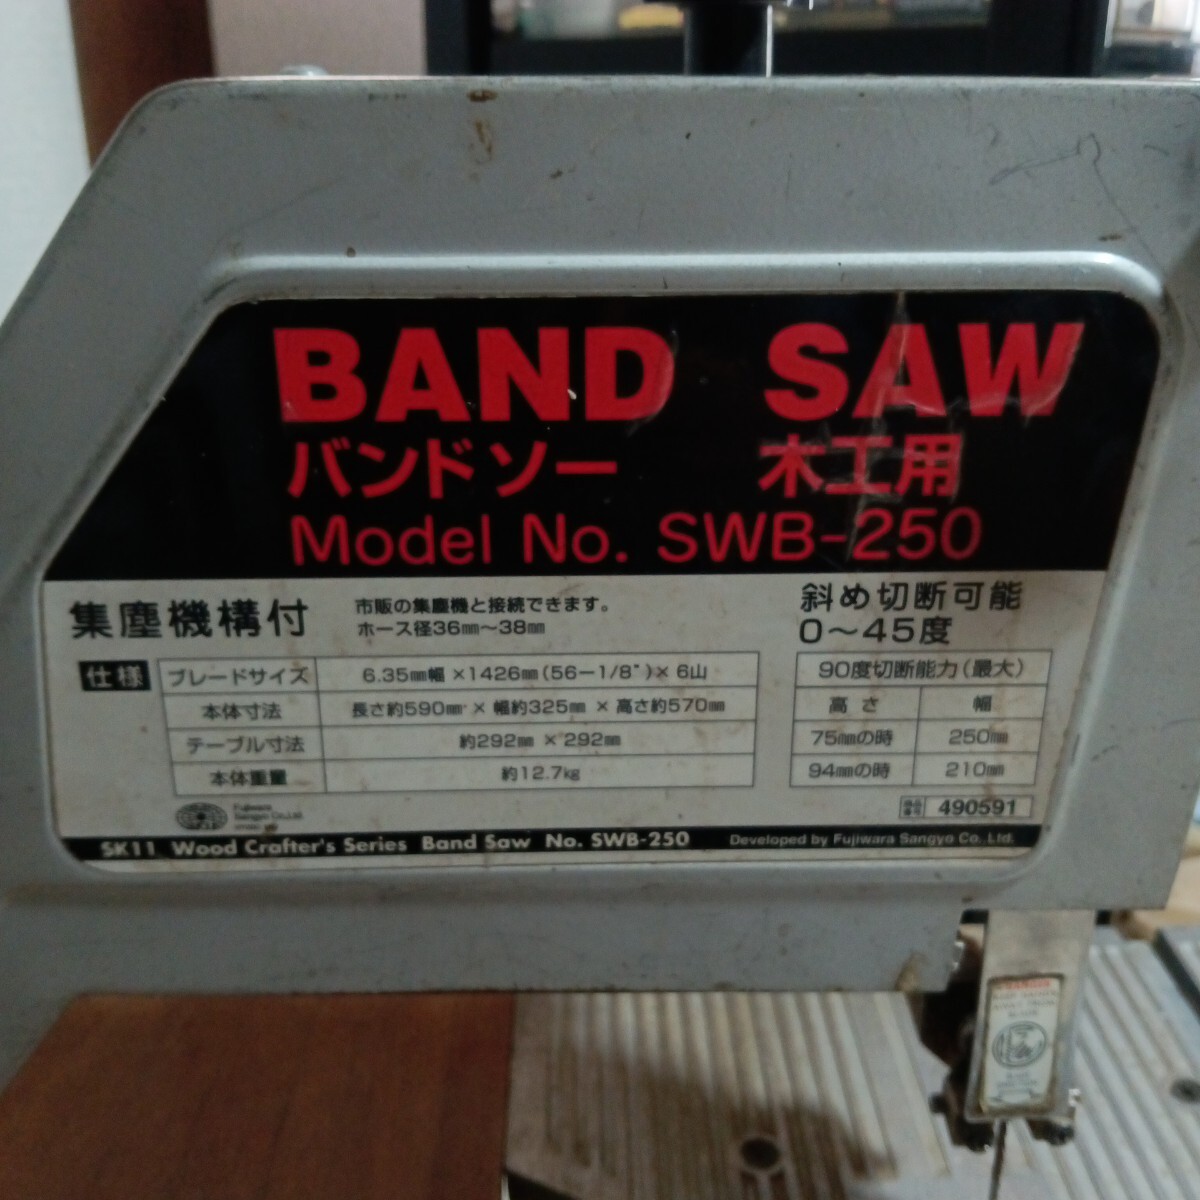 BAND SAW
バンドソー 木工用
Model No. SWB-250
集塵機構付
市販の集塵機と接続できます。
ホース径36㎜～38㎜
斜め切断可能
0～45度
仕様
ブレードサイズ 6.35㎜幅×1426㎜(56－1/8")×6山
本体寸法 長さ約590㎜×幅約325㎜×高さ約570㎜
テーブル寸法 約292㎜×292㎜
本体重量 約12.7㎏
90度切断能力(最大)
高さ 幅
75㎜の時 250㎜
94㎜の時 210㎜
Fujiwara
Sangyo Co.,Ltd.
490591
SK11 Wood Crafter's Series Band Saw No. SWB-250
Developed by Fujiwara Sangyo Co. Ltd.
DANGER